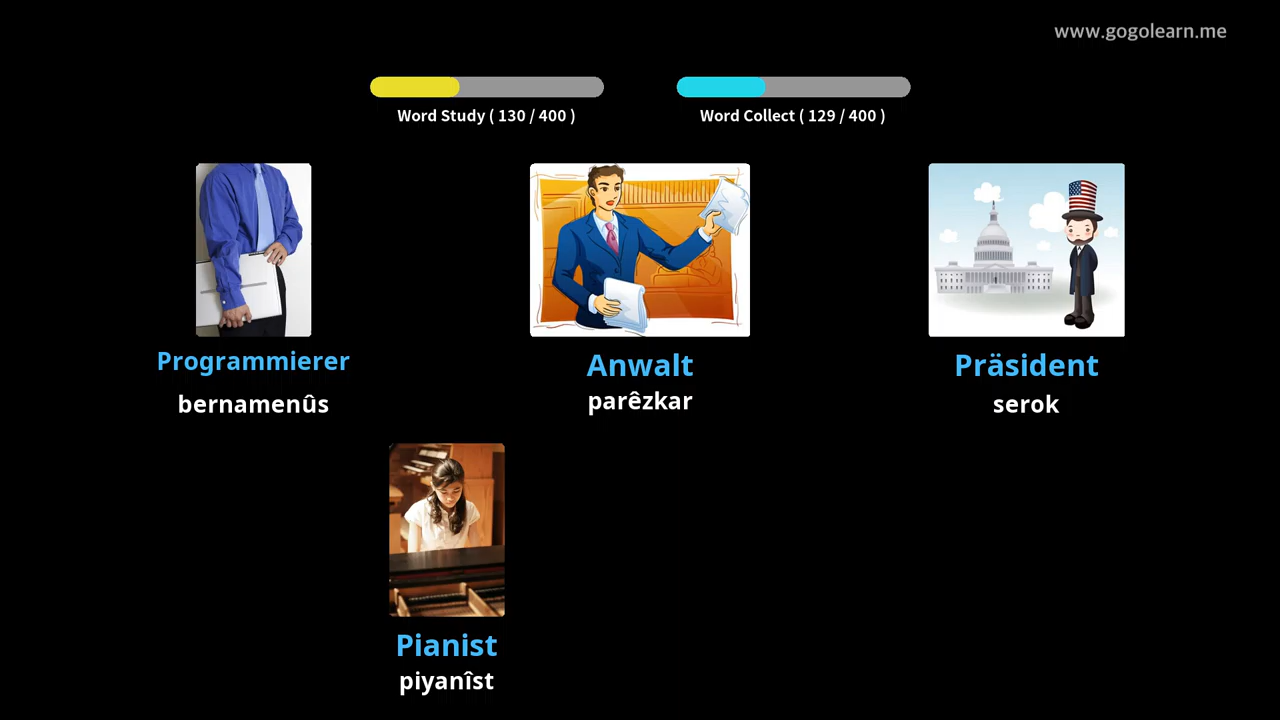 www.gogolearn.me
Word Study ( 130 / 400 )
Word Collect ( 129 / 400 )
Programmierer
bernamenûs
Anwalt
parêzkar
Präsident
serok
Pianist
piyanîst